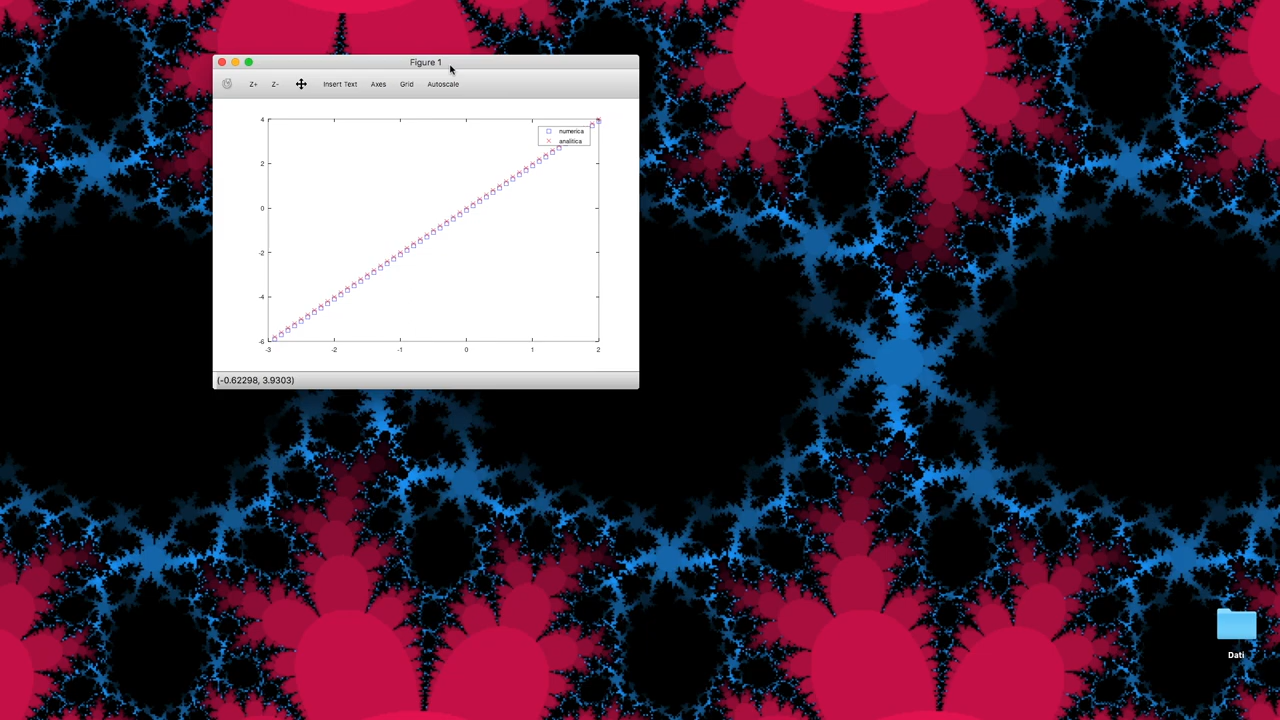 Figure 1
Z+ Z- Insert Text Axes Grid Autoscale
numerica
analitica
4
2
0
-2
-4
-6
-3 -2 -1 0 1 2
(-0.62298, 3.9303)
Dati